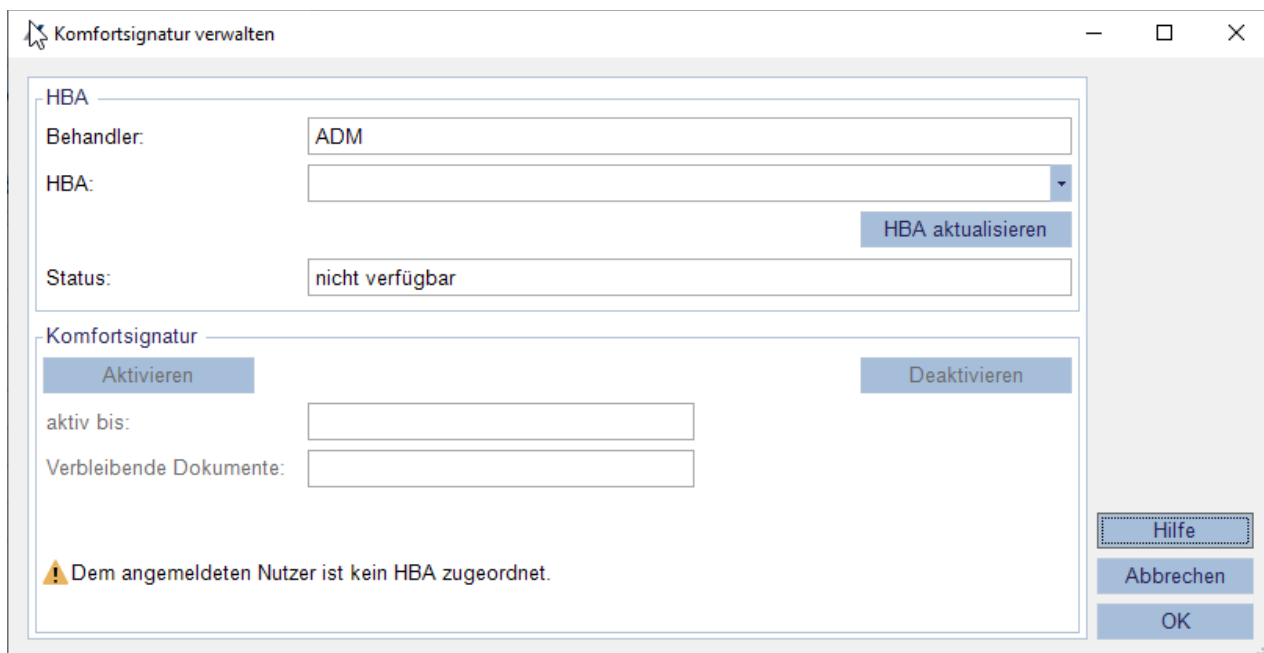 Komfortsignatur verwalten
HBA
Behandler: ADM
HBA:
HBA aktualisieren
Status: nicht verfügbar
Komfortsignatur
Aktivieren Deaktivieren
aktiv bis:
Verbleibende Dokumente:
Dem angemeldeten Nutzer ist kein HBA zugeordnet.
Hilfe
Abbrechen
OK